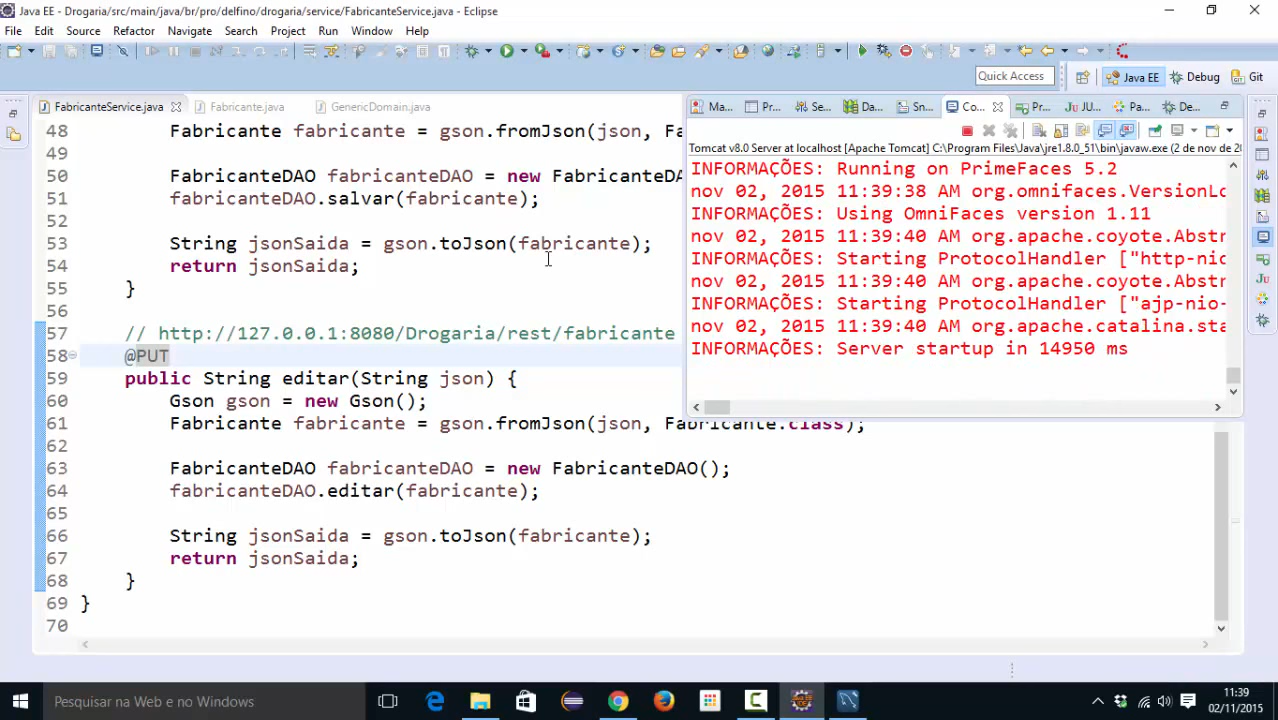 Java EE - Drogaria/src/main/java/br/pro/delfino/drogaria/service/FabricanteService.java - Eclipse
File Edit Source Refactor Navigate Search Project Run Window Help
Quick Access Java EE Debug Git
FabricanteService.java Fabricante.java GenericDomain.java
Ma... Pr... Se... Da... Sn... Co... Pr... JU... Pa... De...
48 Fabricante fabricante = gson.fromJson(json, Fa
49
50 FabricanteDAO fabricanteDAO = new FabricanteDA
51 fabricanteDAO.salvar(fabricante);
52
53 String jsonSaida = gson.toJson(fabricante);
54 return jsonSaida;
55 }
56
57 // http://127.0.0.1:8080/Drogaria/rest/fabricante
58 @PUT
59 public String editar(String json) {
60 Gson gson = new Gson();
61 Fabricante fabricante = gson.fromJson(json, Fabricante.class);
62
63 FabricanteDAO fabricanteDAO = new FabricanteDAO();
64 fabricanteDAO.editar(fabricante);
65
66 String jsonSaida = gson.toJson(fabricante);
67 return jsonSaida;
68 }
69 }
70
Tomcat v8.0 Server at localhost [Apache Tomcat] C:\Program Files\Java\jre1.8.0_51\bin\javaw.exe (2 de nov de 20
INFORMAÇÕES: Running on PrimeFaces 5.2
nov 02, 2015 11:39:38 AM org.omnifaces.VersionLo
INFORMAÇÕES: Using OmniFaces version 1.11
nov 02, 2015 11:39:40 AM org.apache.coyote.Abstr
INFORMAÇÕES: Starting ProtocolHandler ["http-nio
nov 02, 2015 11:39:40 AM org.apache.coyote.Abstr
INFORMAÇÕES: Starting ProtocolHandler ["ajp-nio-
nov 02, 2015 11:39:40 AM org.apache.catalina.sta
INFORMAÇÕES: Server startup in 14950 ms
Pesquisar na Web e no Windows
11:39
02/11/2015